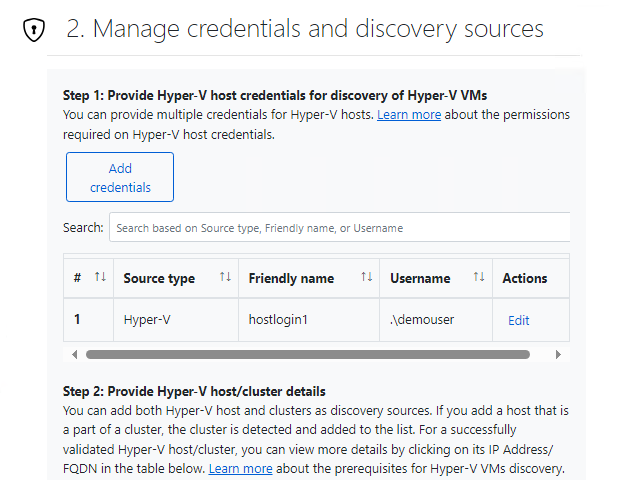 2. Manage credentials and discovery sources
Step 1: Provide Hyper-V host credentials for discovery of Hyper-V VMs
You can provide multiple credentials for Hyper-V hosts. Learn more about the permissions
required on Hyper-V host credentials.
Add
credentials
Search: Search based on Source type, Friendly name, or Username
# ↑↓ Source type ↑↓ Friendly name ↑↓ Username ↑↓ Actions
1 Hyper-V hostlogin1 .\demouser Edit
Step 2: Provide Hyper-V host/cluster details
You can add both Hyper-V host and clusters as discovery sources. If you add a host that is
a part of a cluster, the cluster is detected and added to the list. For a successfully
validated Hyper-V host/cluster, you can view more details by clicking on its IP Address/
FQDN in the table below. Learn more about the prerequisites for Hyper-V VMs discovery.